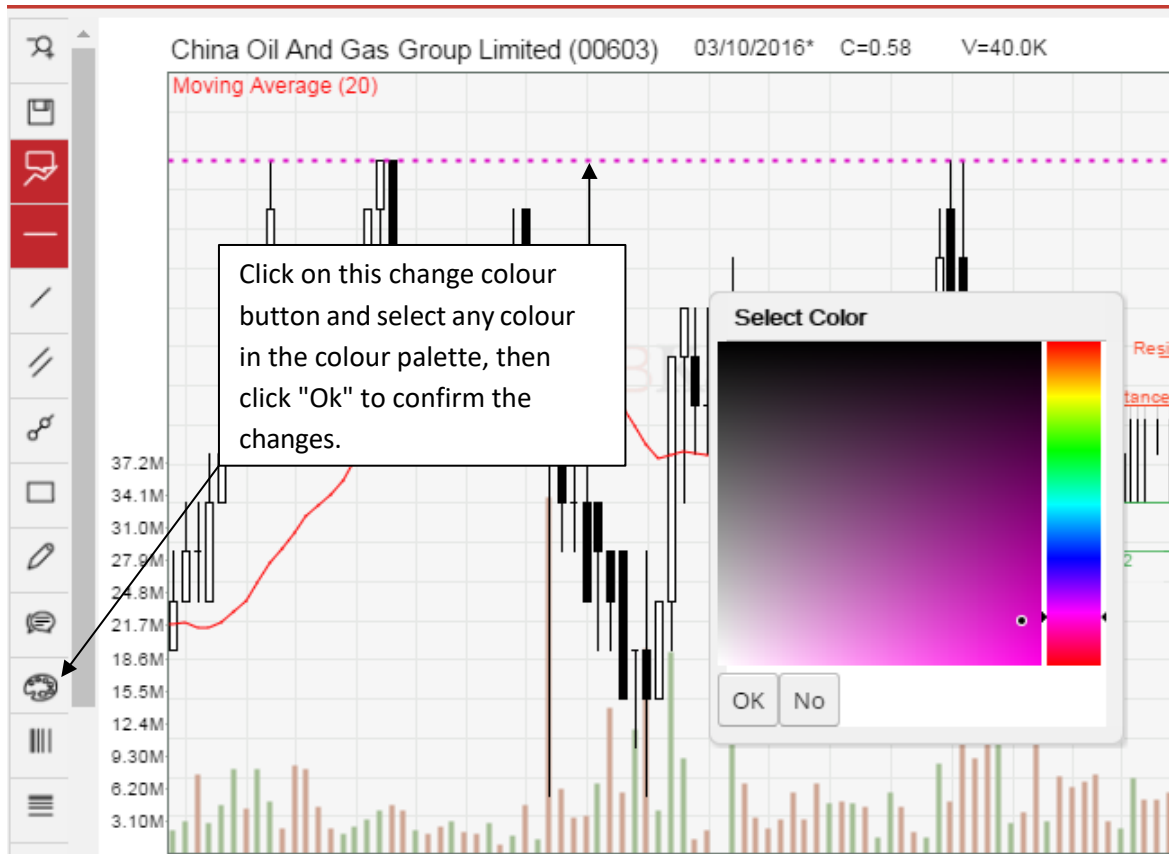 China Oil And Gas Group Limited (00603) 03/10/2016* C=0.58 V=40.0K
Moving Average (20)
Click on this change colour
button and select any colour
in the colour palette, then
click "Ok" to confirm the
changes.
Select Color
OK No
37.2M
34.1M
31.0M
27.9M
24.8M
21.7M
18.6M
15.5M
12.4M
9.30M
6.20M
3.10M
Resi
tance
2